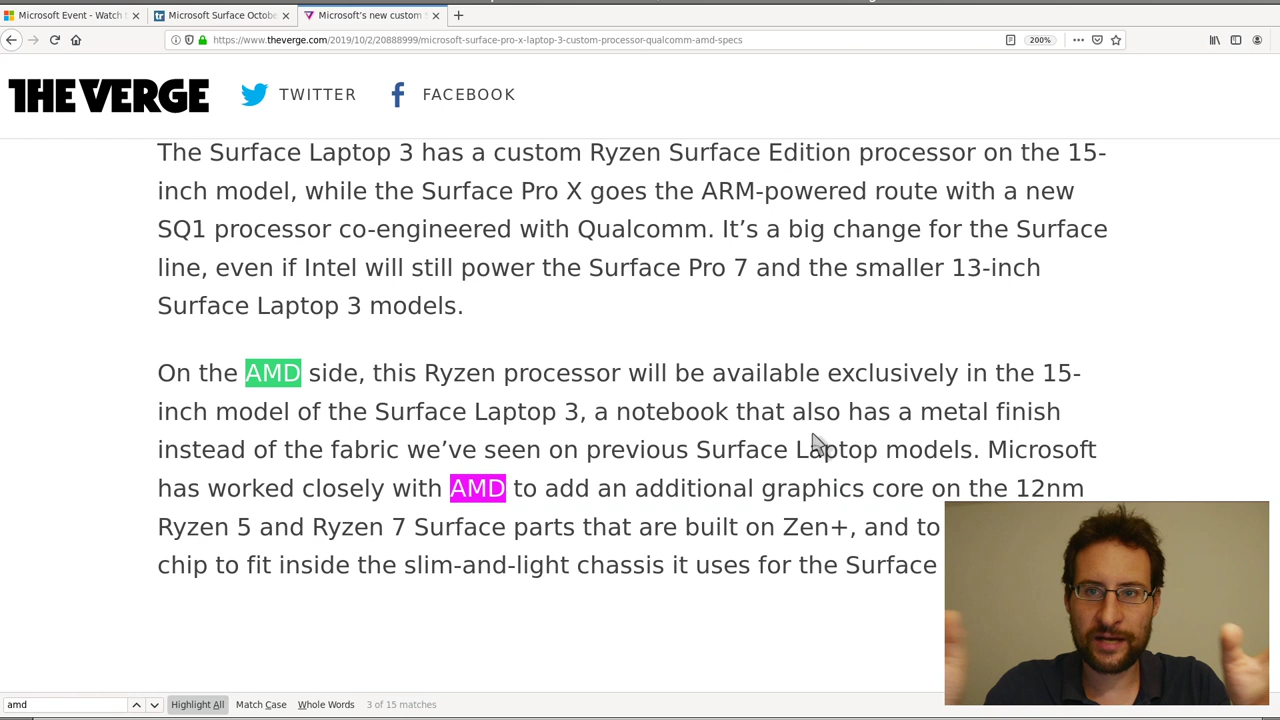 Microsoft Event - Watch
Microsoft Surface Octobe
Microsoft's new custom
https://www.theverge.com/2019/10/2/20888999/microsoft-surface-pro-x-laptop-3-custom-processor-qualcomm-amd-specs
200%
THE VERGE
TWITTER
FACEBOOK
The Surface Laptop 3 has a custom Ryzen Surface Edition processor on the 15-
inch model, while the Surface Pro X goes the ARM-powered route with a new
SQ1 processor co-engineered with Qualcomm. It’s a big change for the Surface
line, even if Intel will still power the Surface Pro 7 and the smaller 13-inch
Surface Laptop 3 models.
On the AMD side, this Ryzen processor will be available exclusively in the 15-
inch model of the Surface Laptop 3, a notebook that also has a metal finish
instead of the fabric we’ve seen on previous Surface Laptop models. Microsoft
has worked closely with AMD to add an additional graphics core on the 12nm
Ryzen 5 and Ryzen 7 Surface parts that are built on Zen+, and to
chip to fit inside the slim-and-light chassis it uses for the Surface
amd
Highlight All
Match Case
Whole Words
3 of 15 matches